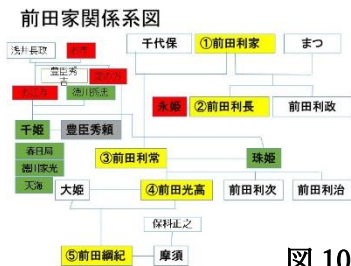 前田家関係系図
浅井長政
千代保
①前田利家
まつ
豊臣秀吉
永姫
②前田利長
前田利政
千姫
豊臣秀頼
春日局
徳川家光
天海
③前田利常
珠姫
大姫
④前田光高
前田利次
前田利治
保科正之
⑤前田綱紀
摩須
図 10